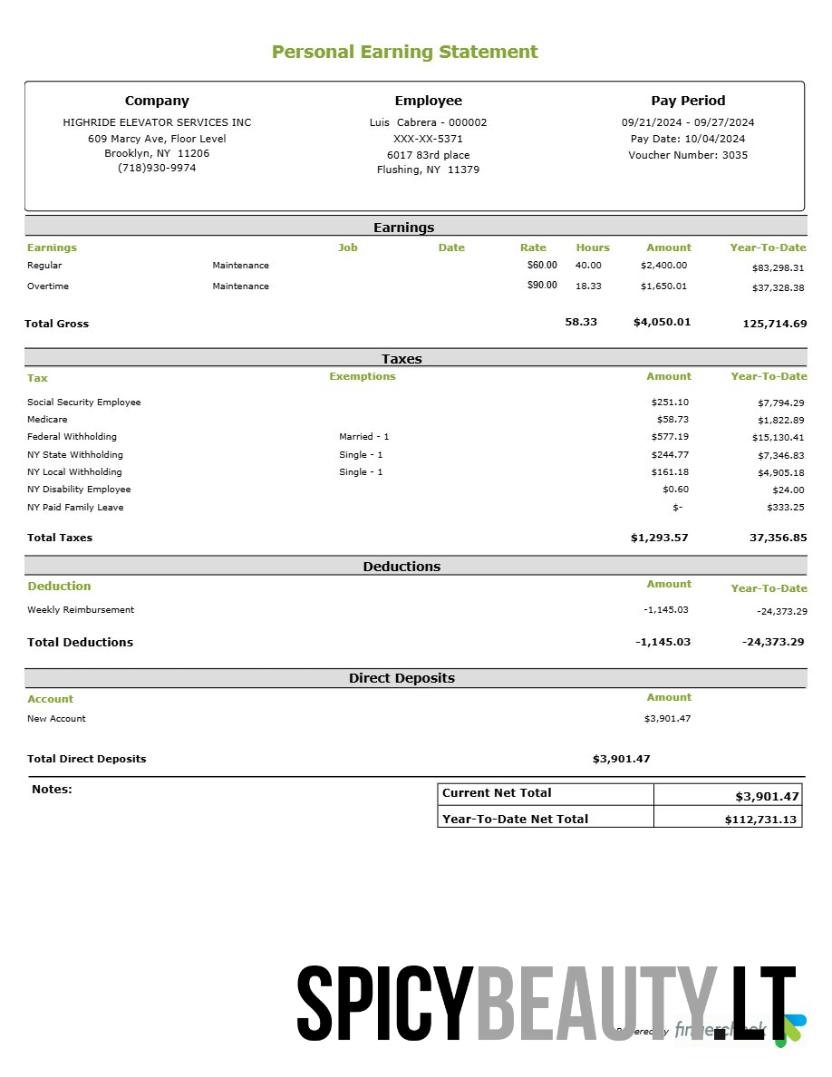 Personal Earning Statement
Company Employee Pay Period
HIGHRIDE ELEVATOR SERVICES INC Luis Cabrera - 000002 09/21/2024 - 09/27/2024
609 Marcy Ave, Floor Level XXX-XX-5371 Pay Date: 10/04/2024
Brooklyn, NY 11206 6017 83rd place Voucher Number: 3035
(718)930-9974 Flushing, NY 11379
Earnings
Earnings Job Date Rate Hours Amount Year-To-Date
Regular Maintenance $60.00 40.00 $2,400.00 $83,298.31
Overtime Maintenance $90.00 18.33 $1,650.01 $37,328.38
Total Gross 58.33 $4,050.01 125,714.69
Taxes
Tax Exemptions Amount Year-To-Date
Social Security Employee $251.10 $7,794.29
Medicare $58.73 $1,822.89
Federal Withholding Married - 1 $577.19 $15,130.41
NY State Withholding Single - 1 $244.77 $7,346.83
NY Local Withholding Single - 1 $161.18 $4,905.18
NY Disability Employee $0.60 $24.00
NY Paid Family Leave $- $333.25
Total Taxes $1,293.57 37,356.85
Deductions
Deduction Amount Year-To-Date
Weekly Reimbursement -1,145.03 -24,373.29
Total Deductions -1,145.03 -24,373.29
Direct Deposits
Account Amount
New Account $3,901.47
Total Direct Deposits $3,901.47
Notes:
Current Net Total $3,901.47
Year-To-Date Net Total $112,731.13
SPICYBEAUTY.LT